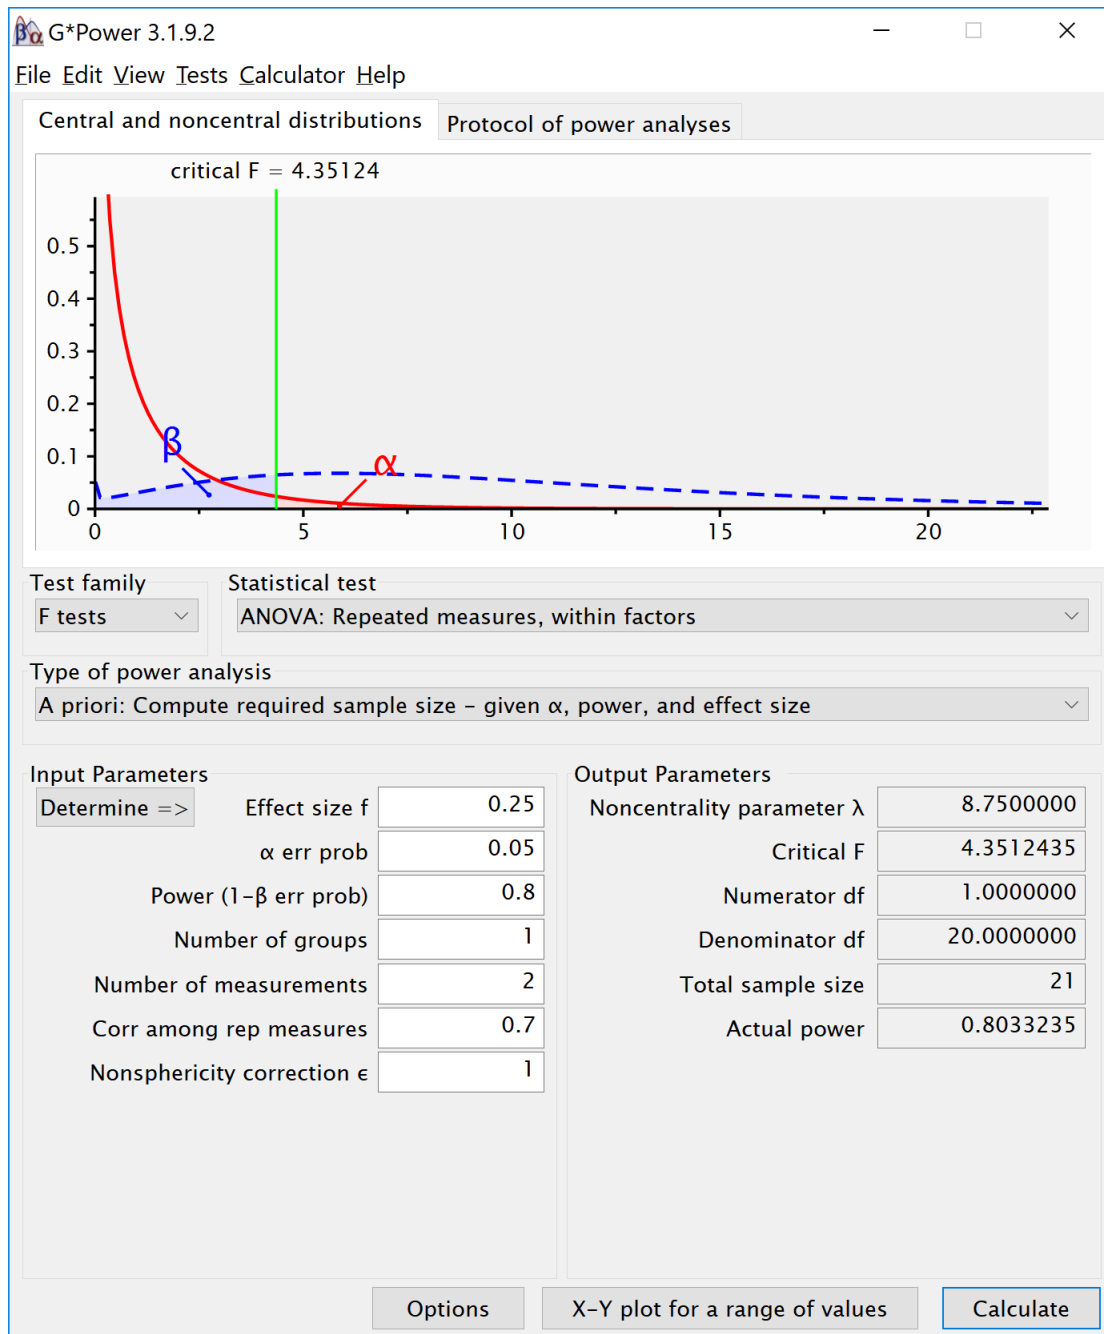 G*Power 3.1.9.2
File Edit View Tests Calculator Help
Central and noncentral distributions
Protocol of power analyses
critical F = 4.35124
0.5
0.4
0.3
0.2
0.1
0
β
α
0 5 10 15 20
Test family
Statistical test
F tests
ANOVA: Repeated measures, within factors
Type of power analysis
A priori: Compute required sample size – given α, power, and effect size
Input Parameters
Determine =>
Effect size f 0.25
α err prob 0.05
Power (1-β err prob) 0.8
Number of groups 1
Number of measurements 2
Corr among rep measures 0.7
Nonsphericity correction ϵ 1
Output Parameters
Noncentrality parameter λ 8.7500000
Critical F 4.3512435
Numerator df 1.0000000
Denominator df 20.0000000
Total sample size 21
Actual power 0.8033235
Options
X-Y plot for a range of values
Calculate